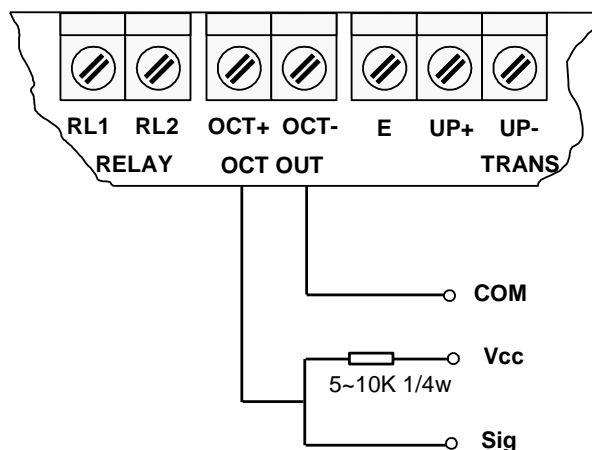 RL1 RL2 OCT+ OCT- E UP+ UP-
RELAY OCT OUT TRANS
COM
Vcc
5~10K 1/4w
Sig